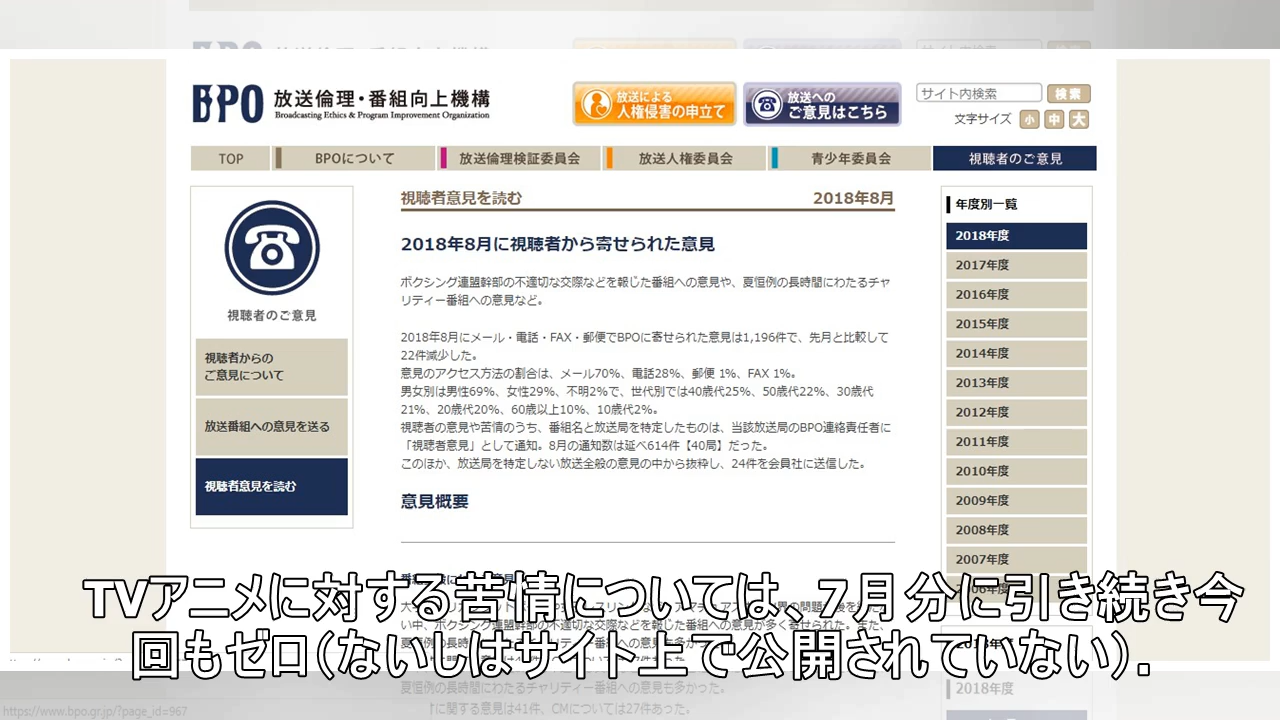 BPO 放送倫理・番組向上機構
Broadcasting Ethics & Program Improvement Organization
放送による
人権侵害の申立て
放送への
ご意見はこちら
サイト内検索
検索
文字サイズ 小 中 大
TOP
BPOについて
放送倫理検証委員会
放送人権委員会
青少年委員会
視聴者のご意見
視聴者のご意見
視聴者からの
ご意見について
放送番組への意見を送る
視聴者意見を読む
視聴者意見を読む 2018年8月
2018年8月に視聴者から寄せられた意見
ボクシング連盟幹部の不適切な交際などを報じた番組への意見や、夏恒例の長時間にわたるチャ
リティー番組への意見など。
2018年8月にメール・電話・FAX・郵便でBPOに寄せられた意見は1,196件で、先月と比較して
22件減少した。
意見のアクセス方法の割合は、メール70%、電話28%、郵便 1%、FAX 1%。
男女別は男性69%、女性29%、不明2%で、世代別では40歳代25%、50歳代22%、30歳代
21%、20歳代20%、60歳以上10%、10歳代2%。
視聴者の意見や苦情のうち、番組名と放送局を特定したものは、当該放送局のBPO連絡責任者に
「視聴者意見」として通知。8月の通知数は延べ614件【40局】だった。
このほか、放送局を特定しない放送全般の意見の中から抜粋し、24件を会員社に送信した。
意見概要
年度別一覧
2018年度
2017年度
2016年度
2015年度
2014年度
2013年度
2012年度
2011年度
2010年度
2009年度
2008年度
2007年度
2006年度
TVアニメに対する苦情については、7月分に引き続き今
回もゼロ（ないしはサイト上で公開されていない）．
夏恒例の長時間にわたるチャリティー番組への意見も多かった。
に関する意見は41件、CMについては27件あった。
2018年度
https://www.bpo.gr.jp/?page_id=967